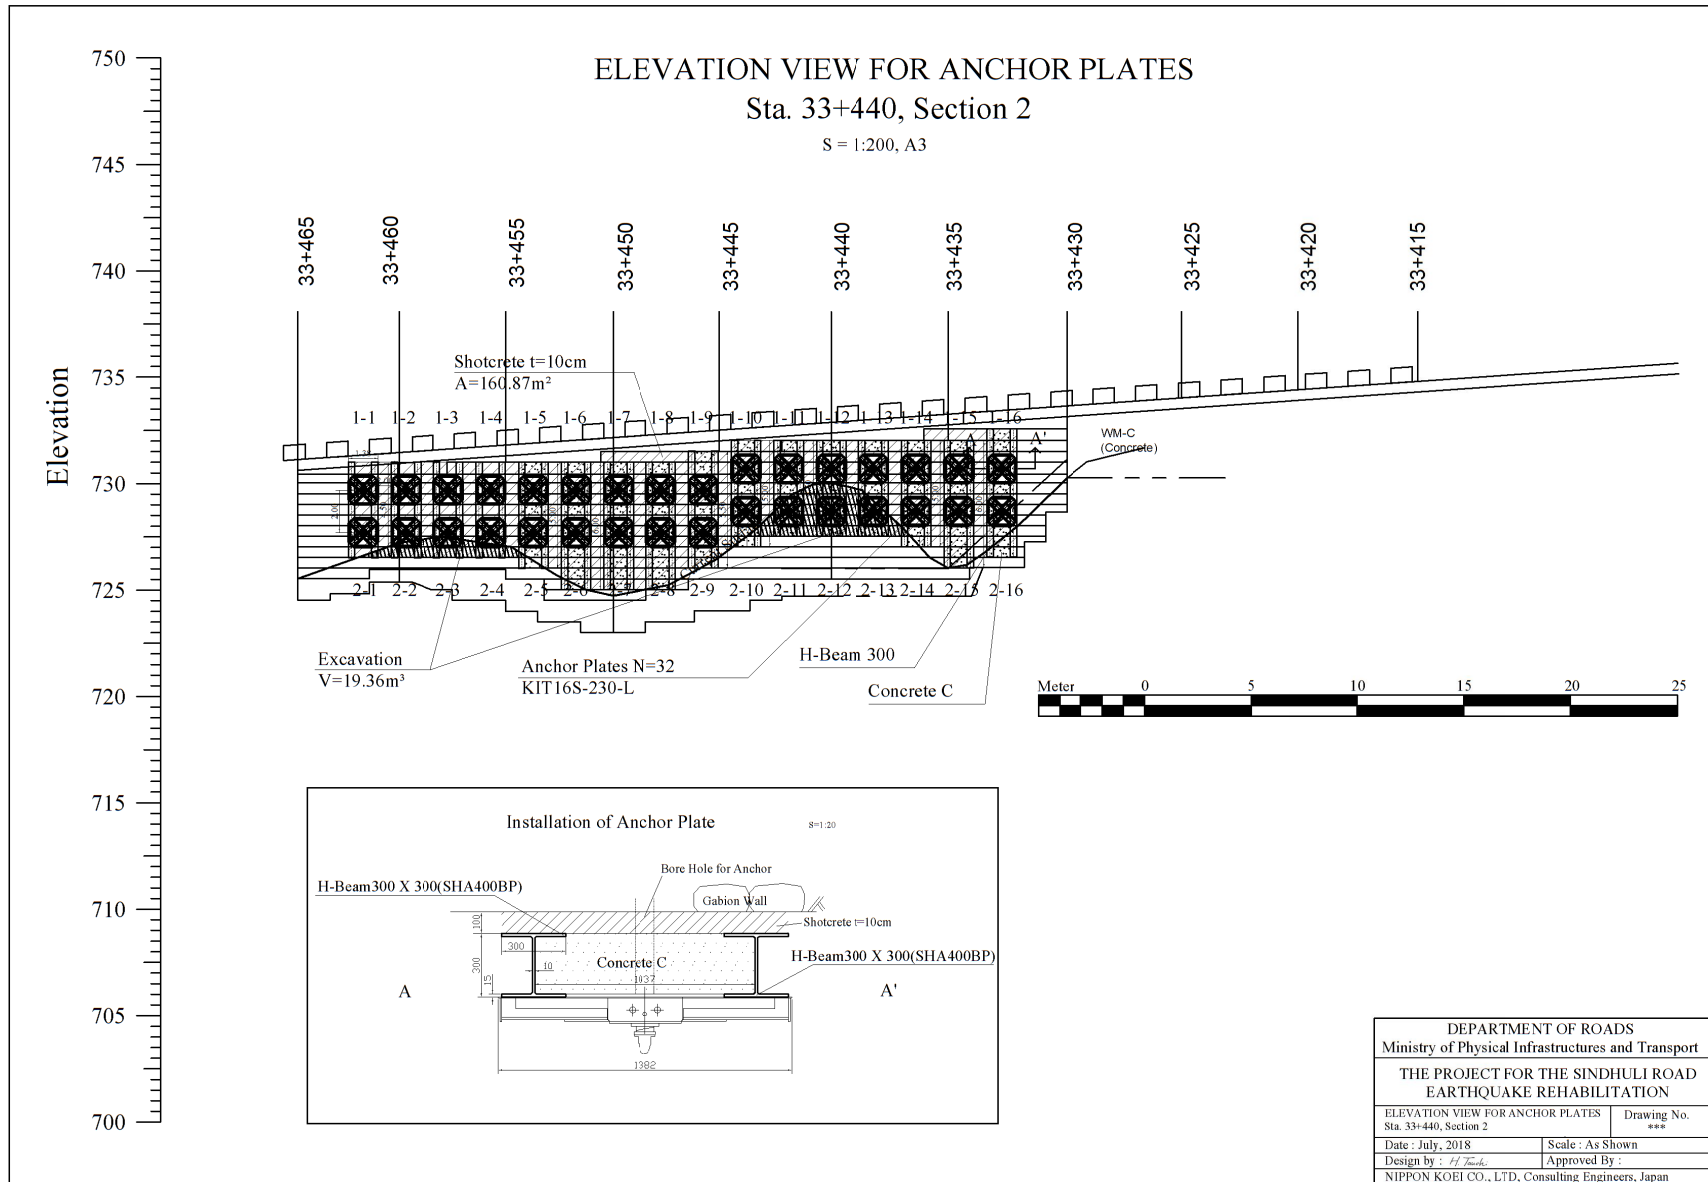 ELEVATION VIEW FOR ANCHOR PLATES
Sta. 33+440, Section 2
S = 1:200, A3
Elevation
750
745
740
735
730
725
720
715
710
705
700
33+465
33+460
33+455
33+450
33+445
33+440
33+435
33+430
33+425
33+420
33+415
Shotcrete t=10cm
A=160.87m²
1-1 1-2 1-3 1-4 1-5 1-6 1-7 1-8 1-9 1-10 1-11 1-12 1-13 1-14 1-15 1-16
A A'
WM-C
(Concrete)
2.00
2-1 2-2 2-3 2-4 2-5 2-6 2-7 2-8 2-9 2-10 2-11 2-12 2-13 2-14 2-15 2-16
Excavation
V=19.36m³
Anchor Plates N=32
KIT16S-230-L
H-Beam 300
Concrete C
Meter 0 5 10 15 20 25
Installation of Anchor Plate S=1:20
Bore Hole for Anchor
H-Beam300 X 300(SHA400BP)
Gabion Wall
Shotcrete t=10cm
100
300
300
10
15
Concrete C
1037
H-Beam300 X 300(SHA400BP)
A A'
1382
DEPARTMENT OF ROADS
Ministry of Physical Infrastructures and Transport
THE PROJECT FOR THE SINDHULI ROAD
EARTHQUAKE REHABILITATION
ELEVATION VIEW FOR ANCHOR PLATES
Sta. 33+440, Section 2
Drawing No.
***
Date : July, 2018 Scale : As Shown
Design by : Approved By :
NIPPON KOEI CO., LTD, Consulting Engineers, Japan